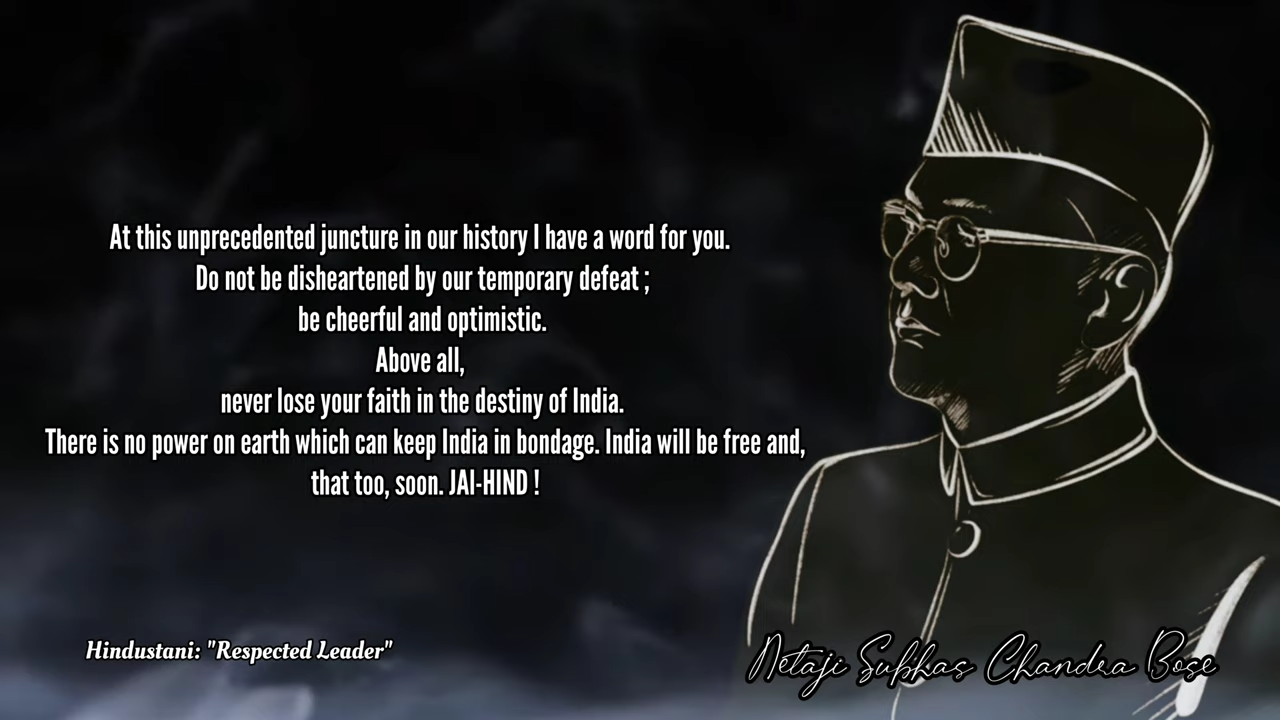 At this unprecedented juncture in our history I have a word for you.
Do not be disheartened by our temporary defeat ;
be cheerful and optimistic.
Above all,
never lose your faith in the destiny of India.
There is no power on earth which can keep India in bondage. India will be free and,
that too, soon. JAI-HIND !
Hindustani: "Respected Leader"
Netaji Subhas Chandra Bose